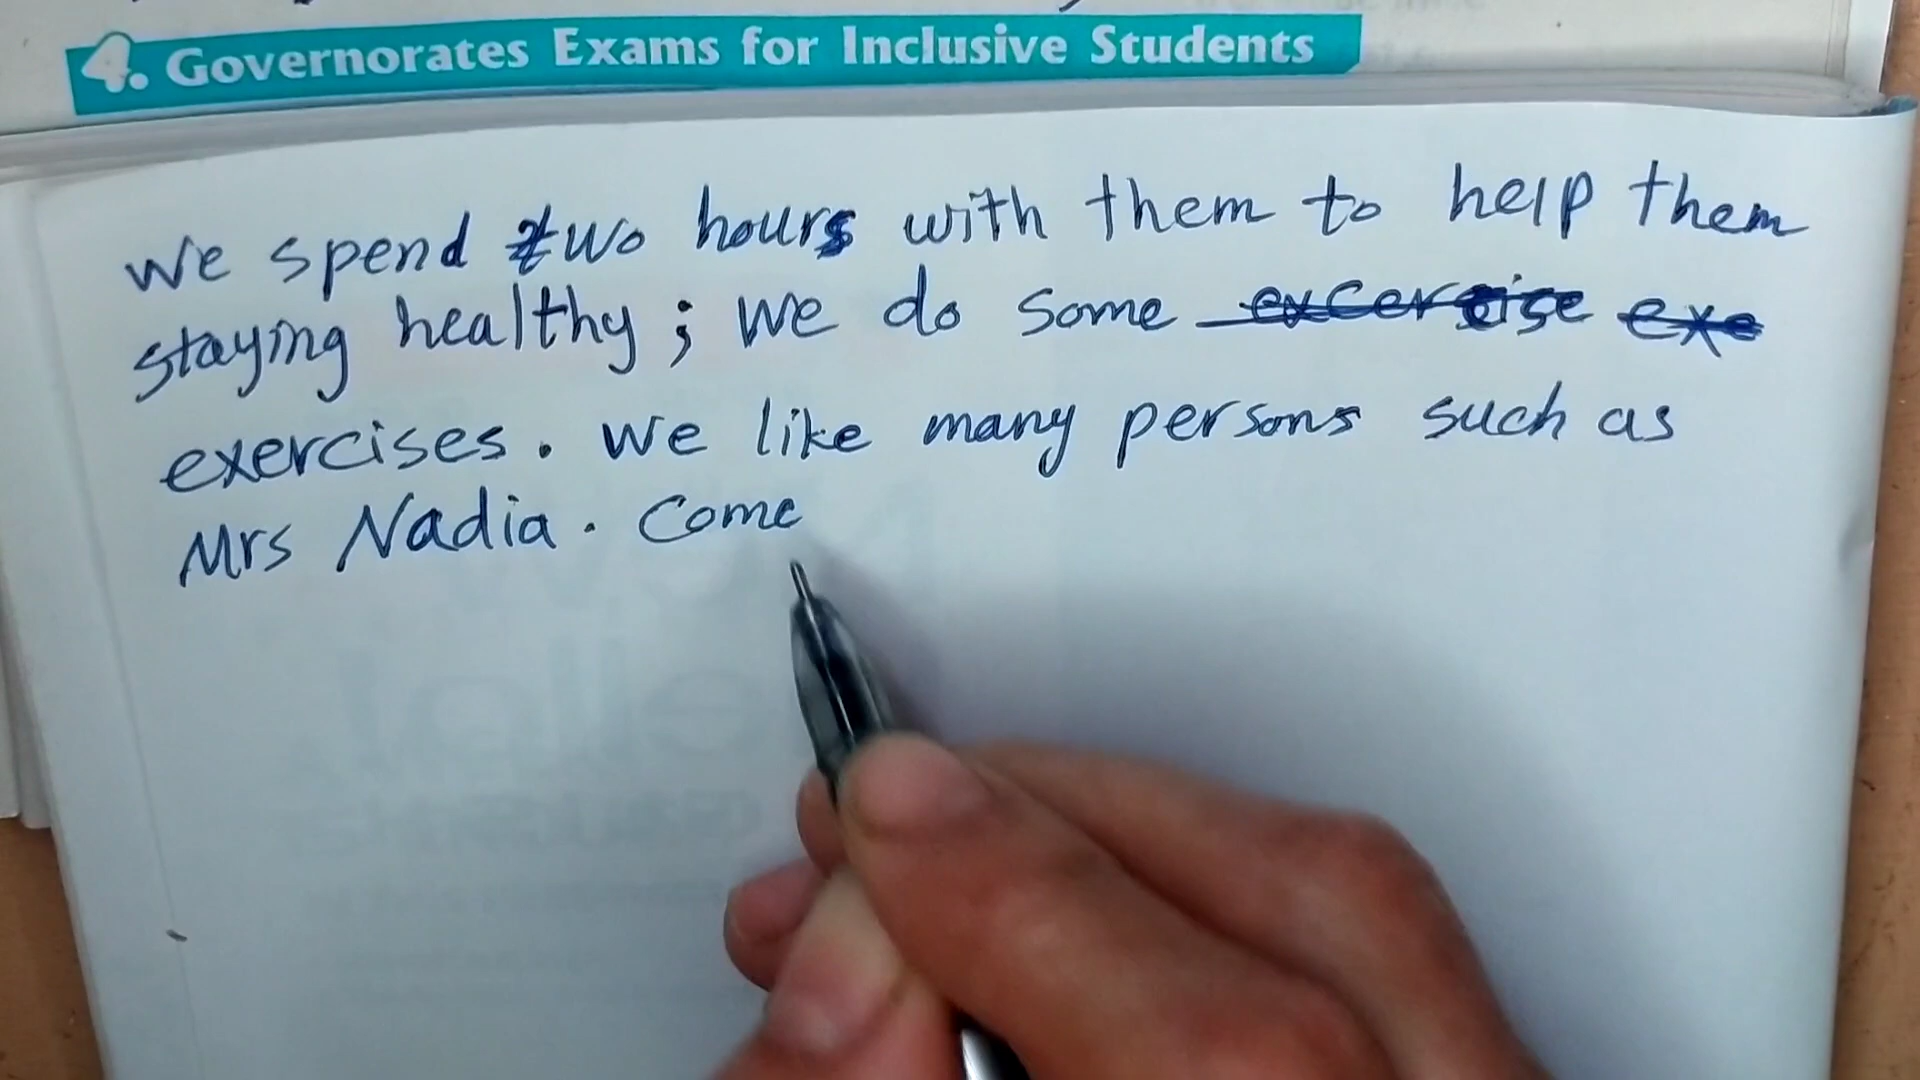 4. Governorates Exams for Inclusive Students
We spend two hours with them to help them
staying healthy; we do some excercise exe
exercises. We like many persons such as
Mrs Nadia. Come